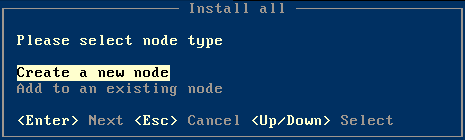 Install all
Please select node type
Create a new node
Add to an existing node
<Enter> Next <Esc> Cancel <Up/Down> Select